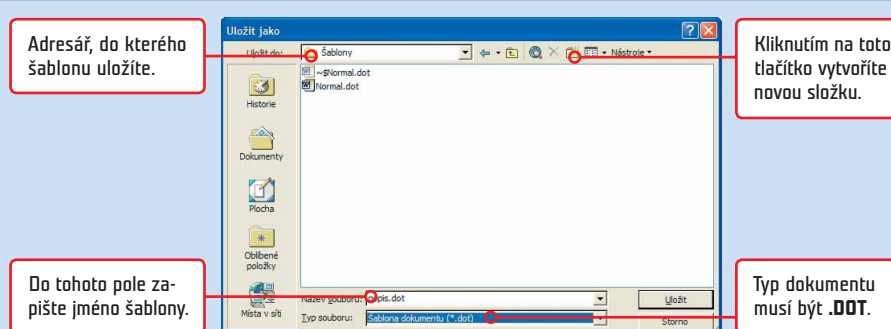 Uložit jako
Adresář, do kterého
šablonu uložíte.
Uložit do:
Šablony
Nástroje
Kliknutím na toto
tlačítko vytvoříte
novou složku.
~$Normal.dot
Normal.dot
Historie
Dokumenty
Plocha
Oblíbené
položky
Místa v síti
Do tohoto pole za-
pište jméno šablony.
Název souboru:
pis.dot
Uložit
Typ souboru:
Šablona dokumentu (*.dot)
Storno
Typ dokumentu
musí být .DOT.